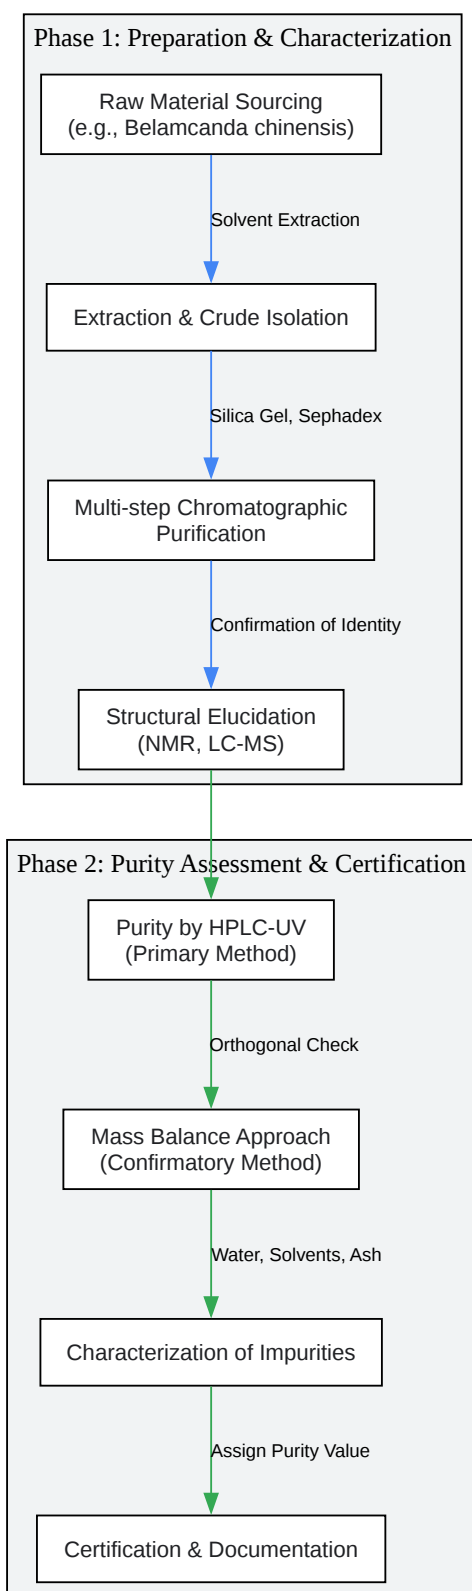 Phase 1: Preparation & Characterization
Raw Material Sourcing
(e.g., Belamcanda chinensis)
Solvent Extraction
Extraction & Crude Isolation
Silica Gel, Sephadex
Multi-step Chromatographic
Purification
Confirmation of Identity
Structural Elucidation
(NMR, LC-MS)
Phase 2: Purity Assessment & Certification
Purity by HPLC-UV
(Primary Method)
Orthogonal Check
Mass Balance Approach
(Confirmatory Method)
Water, Solvents, Ash
Characterization of Impurities
Assign Purity Value
Certification & Documentation